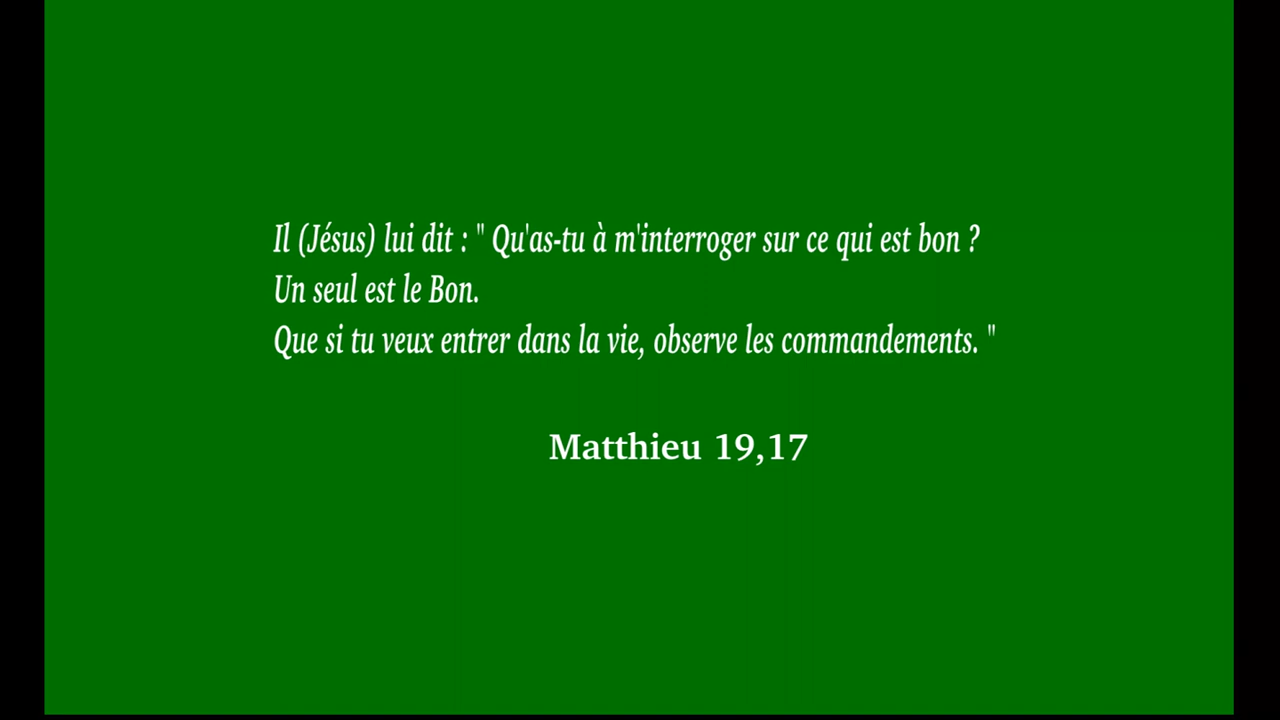 Il (Jésus) lui dit : " Qu'as-tu à m'interroger sur ce qui est bon ?
Un seul est le Bon.
Que si tu veux entrer dans la vie, observe les commandements. "
Matthieu 19,17